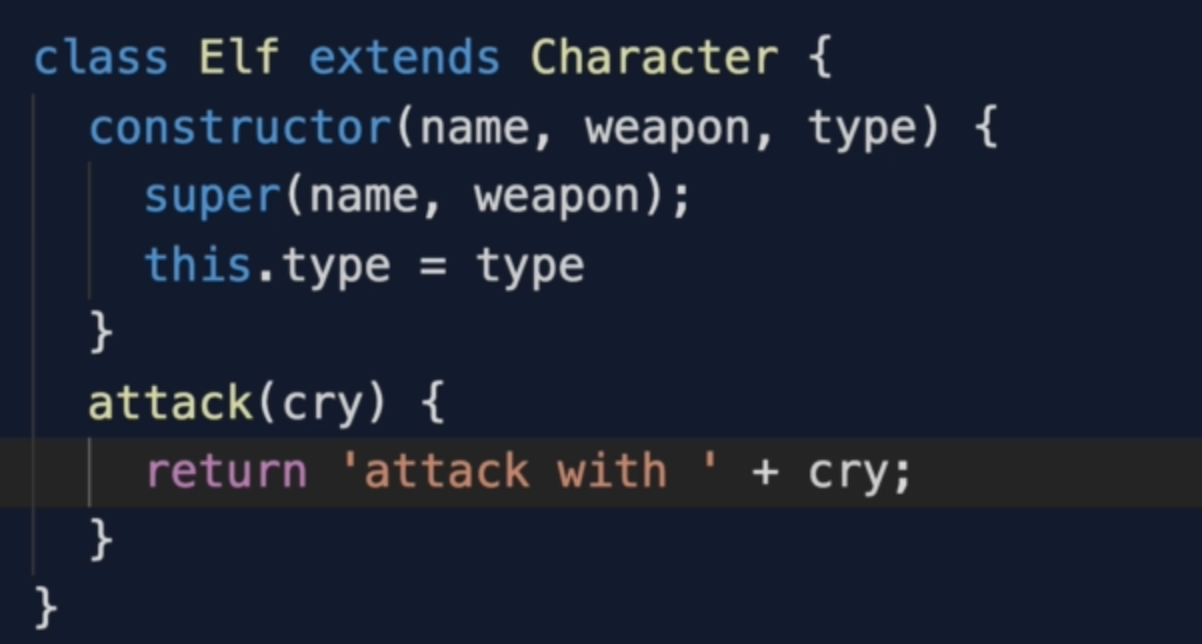 class Elf extends Character {
  constructor(name, weapon, type) {
    super(name, weapon);
    this.type = type
  }
  attack(cry) {
    return 'attack with ' + cry;
  }
}